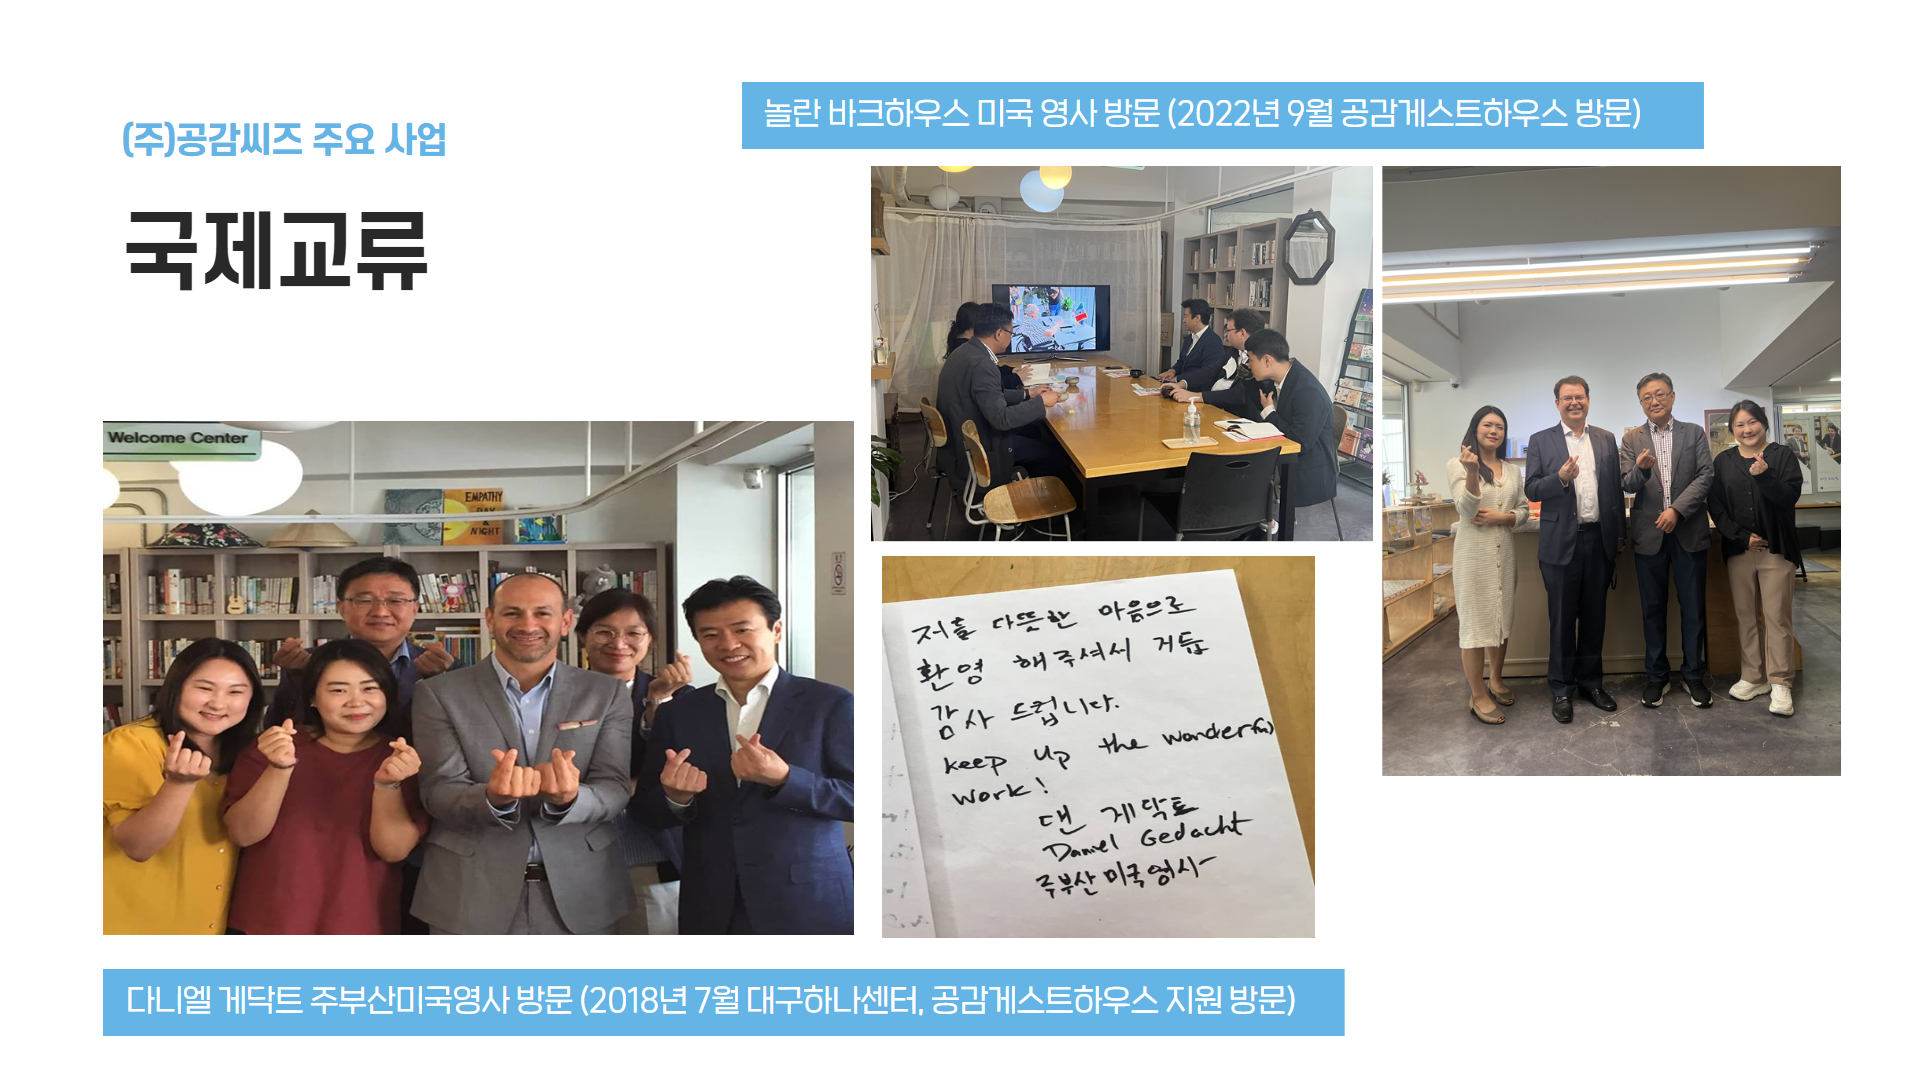 (주)공감씨즈 주요 사업
국제교류
놀란 바크하우스 미국 영사 방문 (2022년 9월 공감게스트하우스 방문)
Welcome Center
EMPATHY
DAY
&
NIGHT
저를 따뜻한 마음으로
환영 해주셔서 거듭
감사 드립니다.
keep up the wonderful
work!
댄 게닥트
Daniel Gedacht
주부산미국영사
다니엘 게닥트 주부산미국영사 방문 (2018년 7월 대구하나센터, 공감게스트하우스 지원 방문)